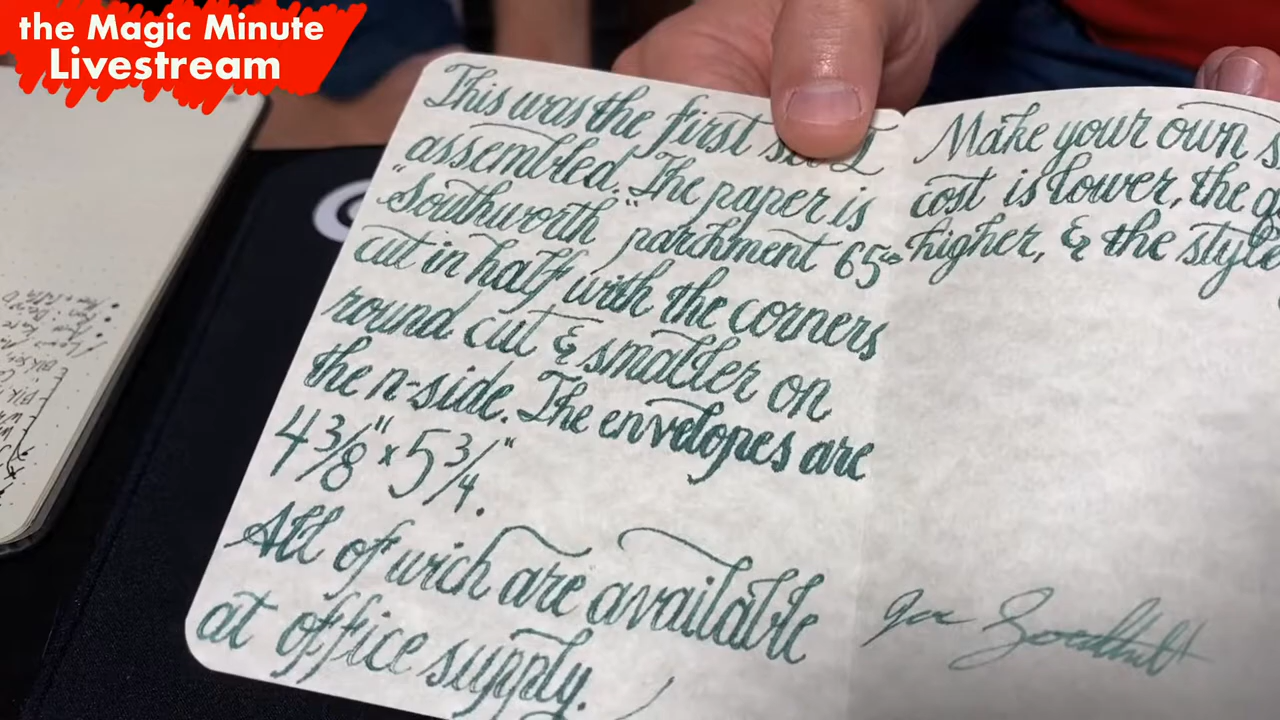 the Magic Minute
Livestream
This was the first set I
assembled. The paper is
"Southworth" parchment 65
cut in half with the corners
round cut & smaller on
the n-side. The envelopes are
4 3/8" x 5 3/4".
All of wich are available
at office supply.
Make your own
cost is lower, the
higher, & the style